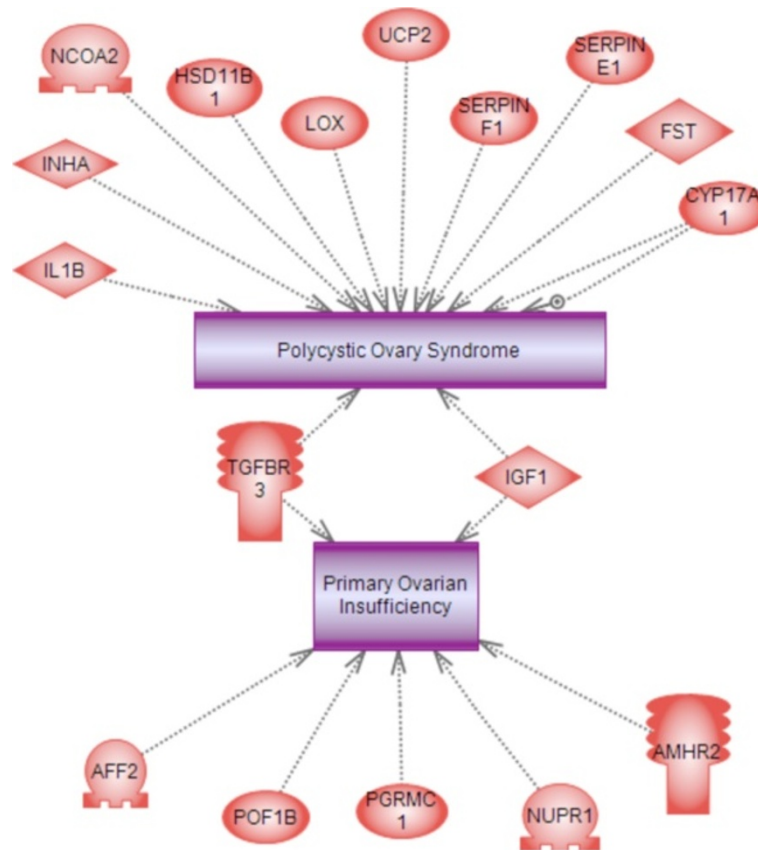 UCP2
NCOA2
SERPIN
E1
HSD11B
1
LOX
SERPIN
F1
FST
INHA
CYP17A
1
IL1B
Polycystic Ovary Syndrome
TGFBR
3
IGF1
Primary Ovarian
Insufficiency
AFF2
AMHR2
POF1B
PGRMC
1
NUPR1